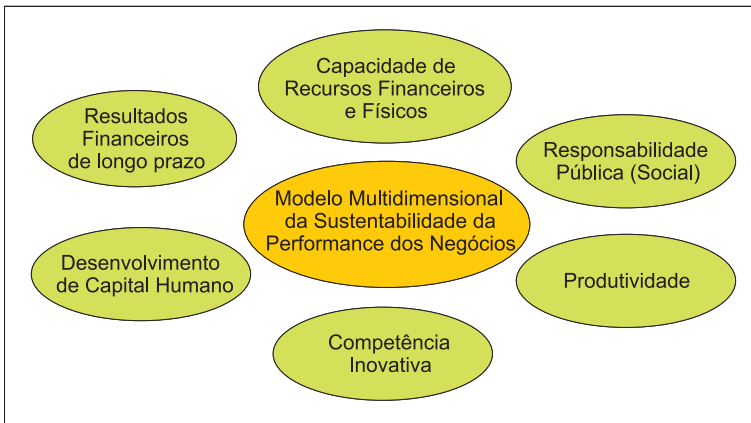 Capacidade de
Recursos Financeiros
e Físicos
Resultados
Financeiros
de longo prazo
Responsabilidade
Pública (Social)
Modelo Multidimensional
da Sustentabilidade da
Performance dos Negócios
Desenvolvimento
de Capital Humano
Produtividade
Competência
Inovativa